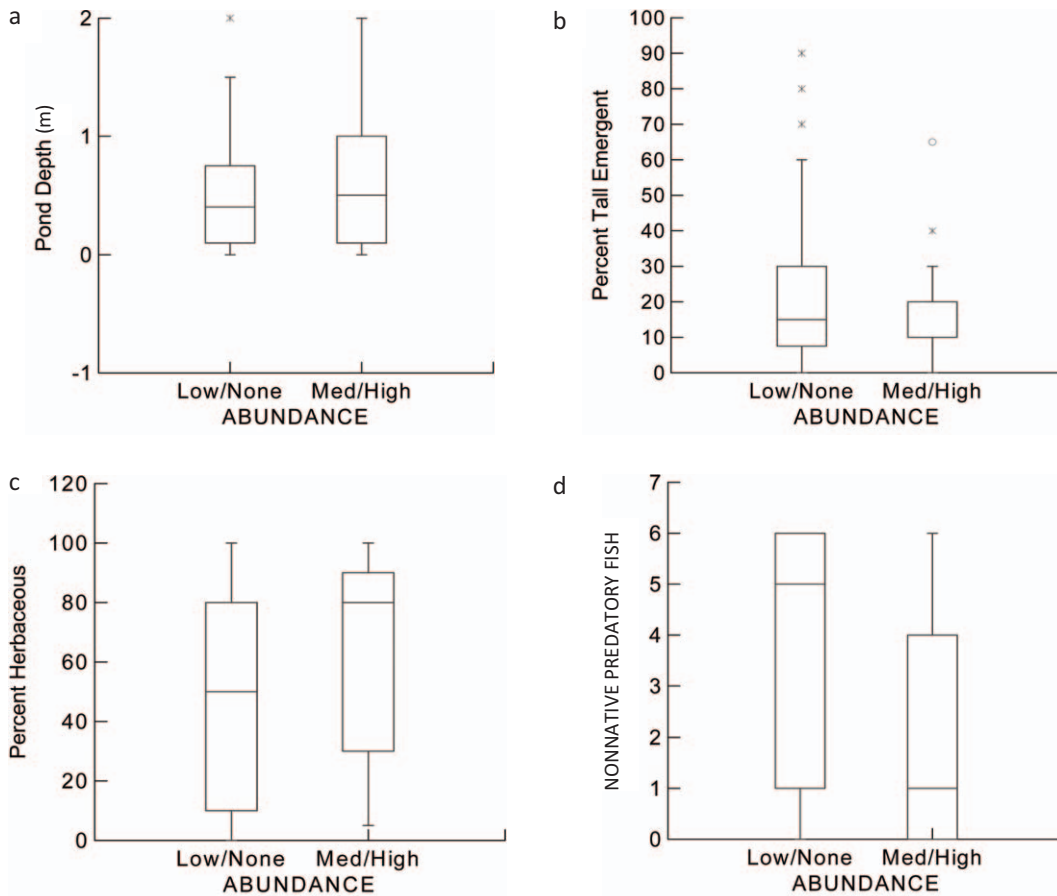 a
Pond Depth (m)
2
1
0
-1
Low/None Med/High
ABUNDANCE
b
Percent Tall Emergent
100
90
80
70
60
50
40
30
20
10
0
Low/None Med/High
ABUNDANCE
c
Percent Herbaceous
120
100
80
60
40
20
0
Low/None Med/High
ABUNDANCE
d
NONNATIVE PREDATORY FISH
7
6
5
4
3
2
1
0
Low/None Med/High
ABUNDANCE